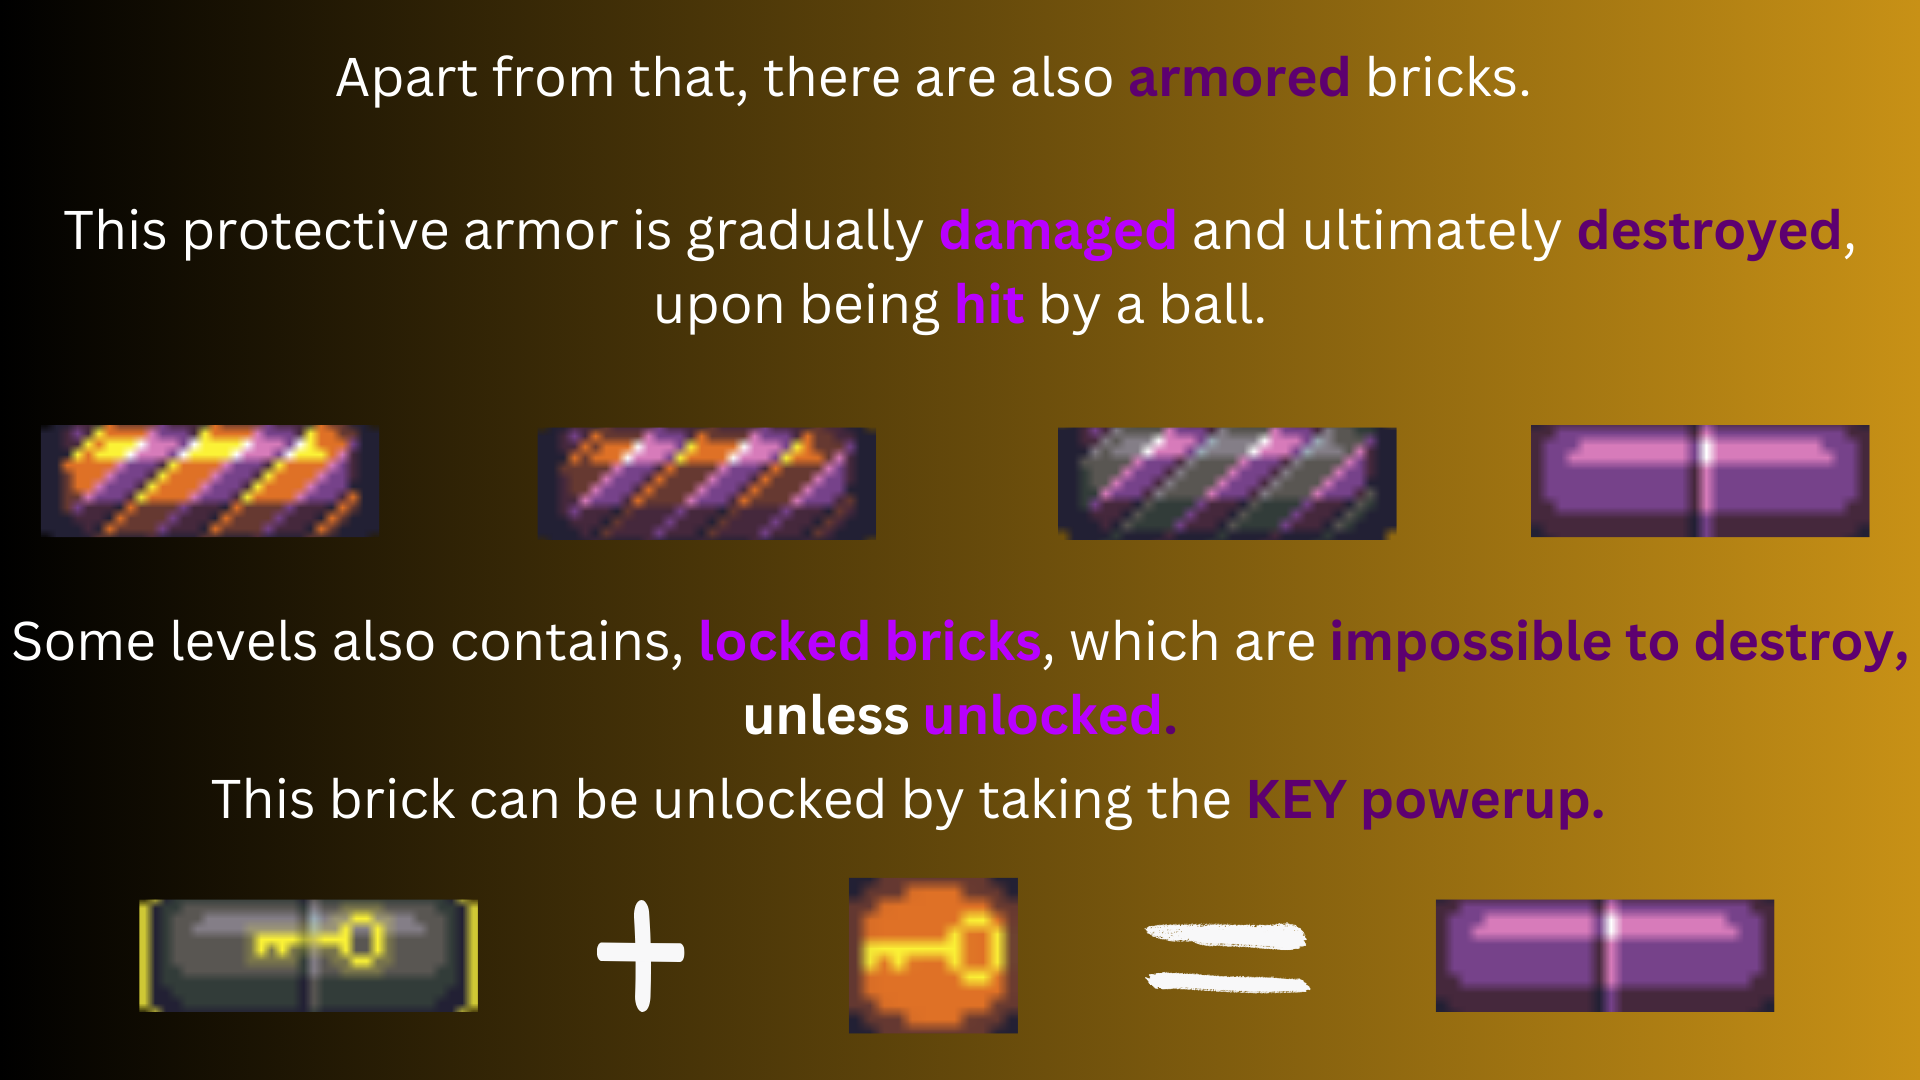 Apart from that, there are also armored bricks.
This protective armor is gradually damaged and ultimately destroyed,
upon being hit by a ball.
Some levels also contains, locked bricks, which are impossible to destroy,
unless unlocked.
This brick can be unlocked by taking the KEY powerup.